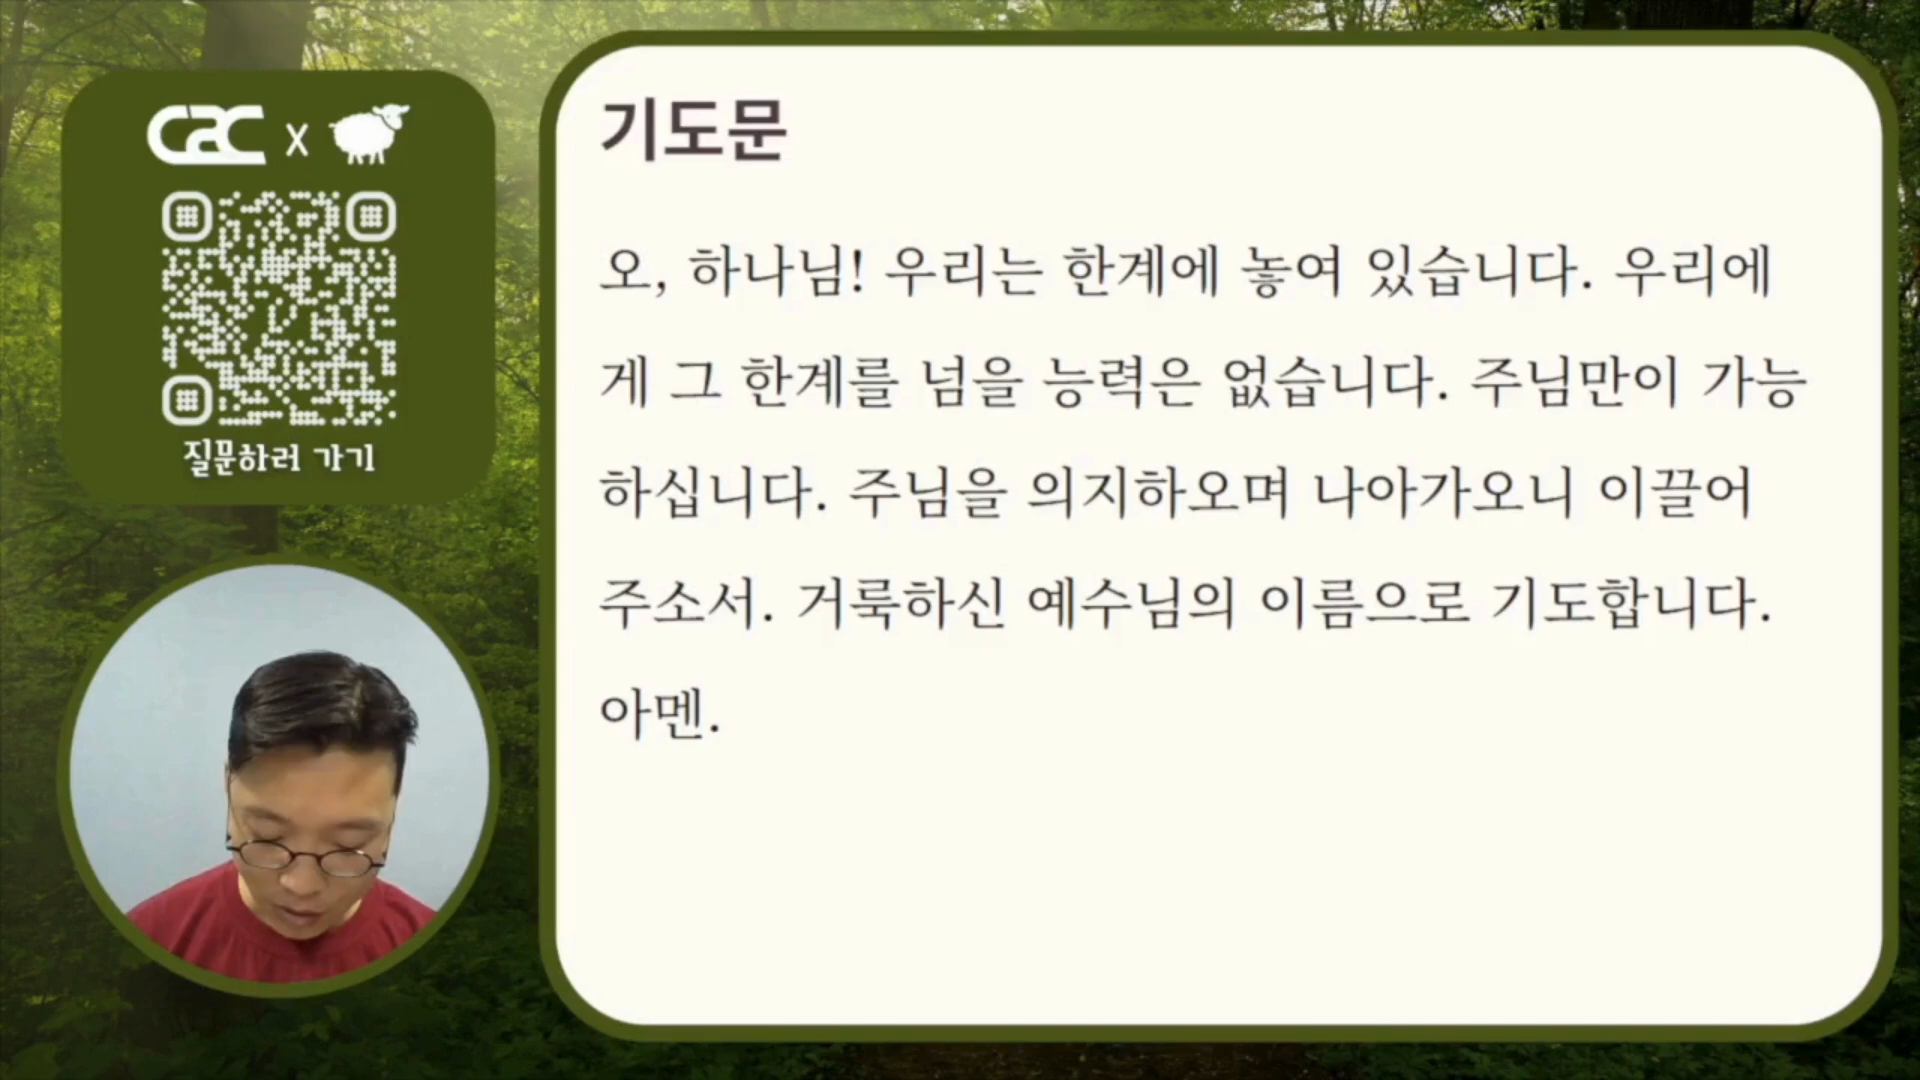 cac x
질문하러 가기
기도문
오, 하나님! 우리는 한계에 놓여 있습니다. 우리에
게 그 한계를 넘을 능력은 없습니다. 주님만이 가능
하십니다. 주님을 의지하오며 나아가오니 이끌어
주소서. 거룩하신 예수님의 이름으로 기도합니다.
아멘.